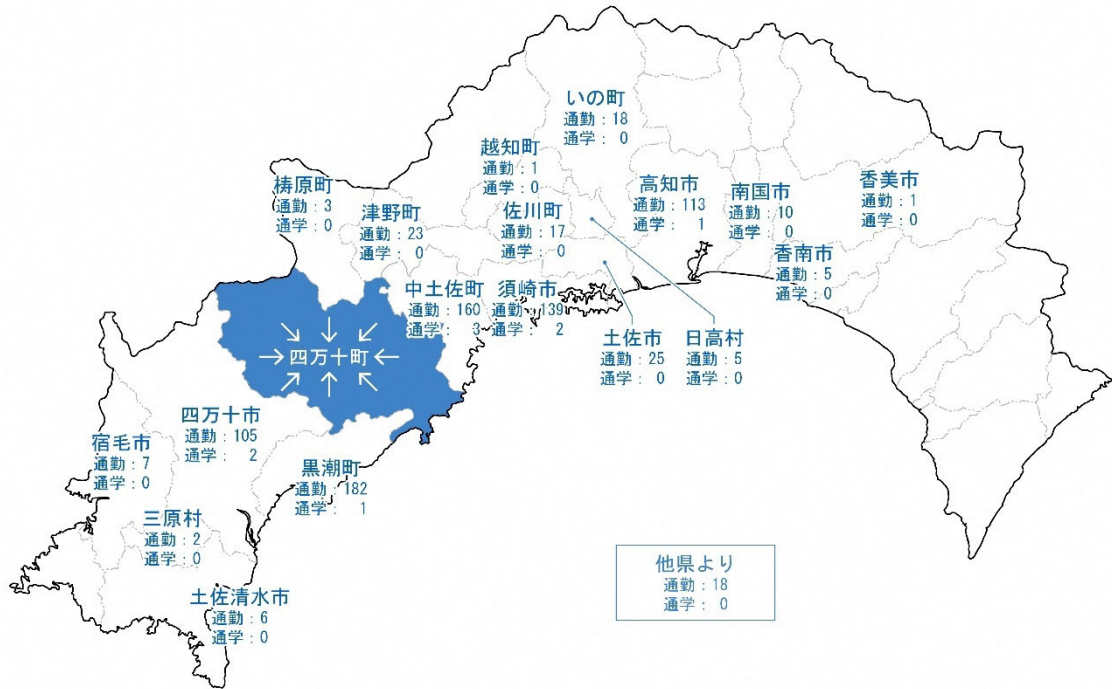 いの町
通勤：18
通学： 0
越知町
通勤：1
通学：0
梼原町
通勤：3
通学：0
津野町
通勤：23
通学： 0
佐川町
通勤：17
通学： 0
高知市
通勤：113
通学： 1
南国市
通勤：10
通学： 0
香美市
通勤：1
通学：0
香南市
通勤：5
通学：0
中土佐町
通勤：160
通学： 3
須崎市
通勤：139
通学： 2
土佐市
通勤：25
通学： 0
日高村
通勤：5
通学：0
四万十町
四万十市
通勤：105
通学： 2
宿毛市
通勤：7
通学：0
黒潮町
通勤：182
通学： 1
三原村
通勤：2
通学：0
土佐清水市
通勤：6
通学：0
他県より
通勤：18
通学： 0